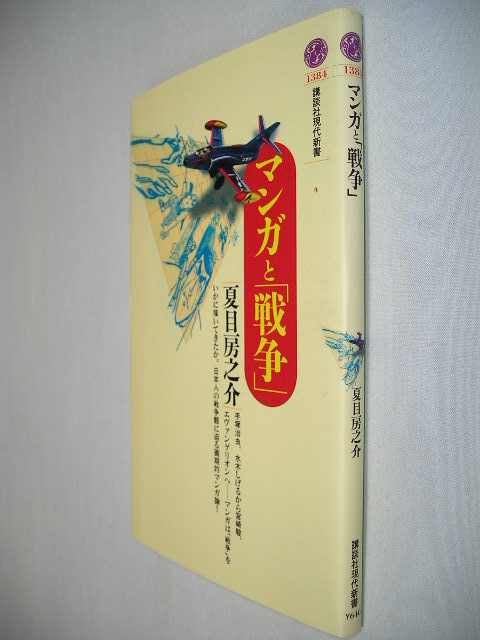 1384
講談社現代新書
マンガと「戦争」
夏目房之介
手塚治虫、水木しげるから宮崎駿、
エヴァンゲリオンへ──マンガは「戦争」を
いかに描いてきたか。日本人の戦争観に迫る画期的マンガ論!
138
マンガと「戦争」
夏目房之介
講談社現代新書